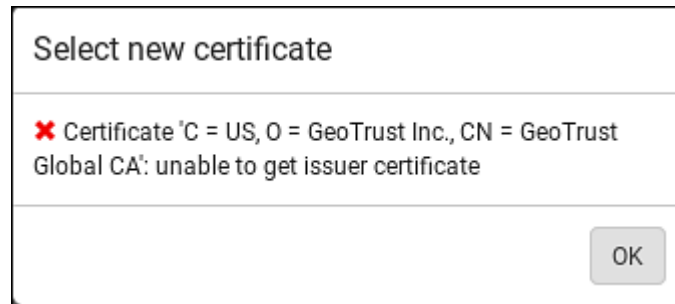 Select new certificate
✖ Certificate 'C = US, O = GeoTrust Inc., CN = GeoTrust
Global CA': unable to get issuer certificate
OK